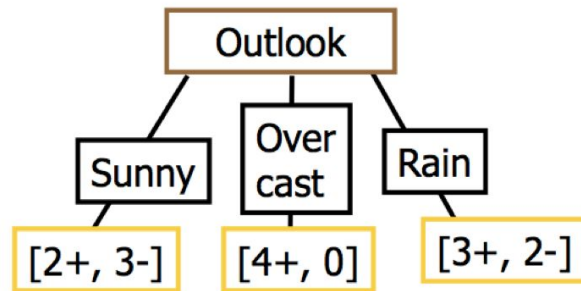 Outlook
Sunny
Over
cast
Rain
[2+, 3-]
[4+, 0]
[3+, 2-]